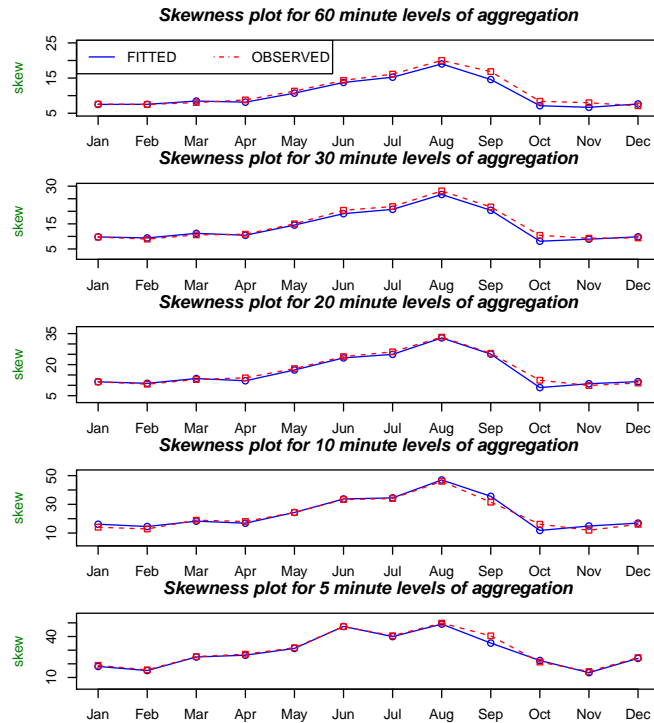 Skewness plot for 60 minute levels of aggregation
skew
25
15
5
FITTED OBSERVED
Jan Feb Mar Apr May Jun Jul Aug Sep Oct Nov Dec
Skewness plot for 30 minute levels of aggregation
skew
30
15
5
Jan Feb Mar Apr May Jun Jul Aug Sep Oct Nov Dec
Skewness plot for 20 minute levels of aggregation
skew
35
20
5
Jan Feb Mar Apr May Jun Jul Aug Sep Oct Nov Dec
Skewness plot for 10 minute levels of aggregation
skew
50
30
10
Jan Feb Mar Apr May Jun Jul Aug Sep Oct Nov Dec
Skewness plot for 5 minute levels of aggregation
skew
40
10
Jan Feb Mar Apr May Jun Jul Aug Sep Oct Nov Dec